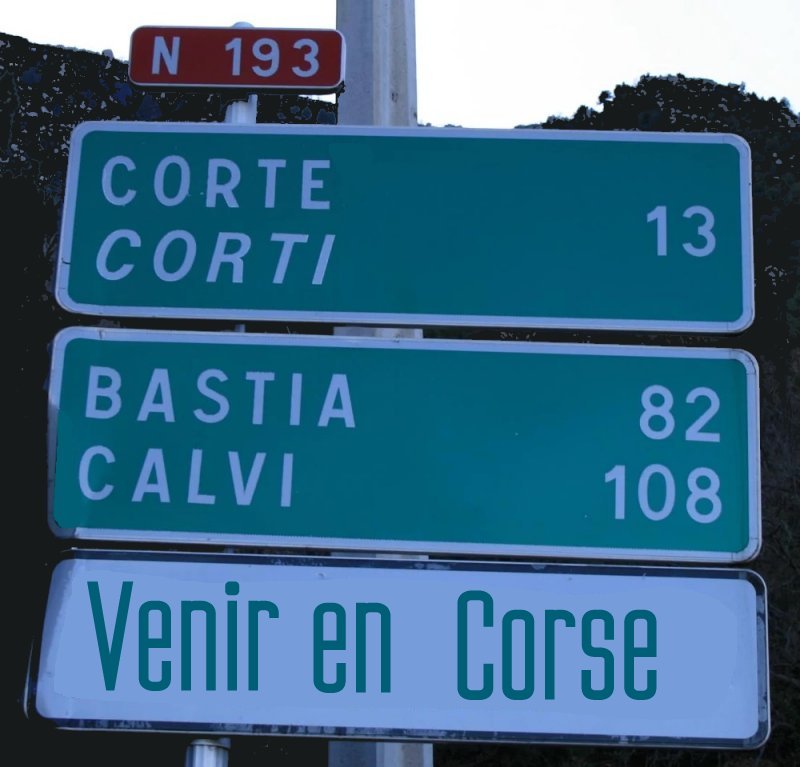 N 193
CORTE
CORTI 13
BASTIA 82
CALVI 108
Venir en Corse